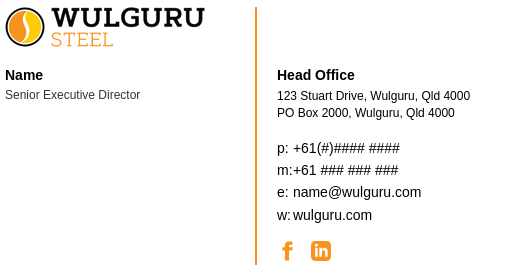 WULGURU
STEEL
Name
Senior Executive Director
Head Office
123 Stuart Drive, Wulguru, Qld 4000
PO Box 2000, Wulguru, Qld 4000
p: +61(#)#### ####
m:+61 ### ### ###
e: name@wulguru.com
w: wulguru.com